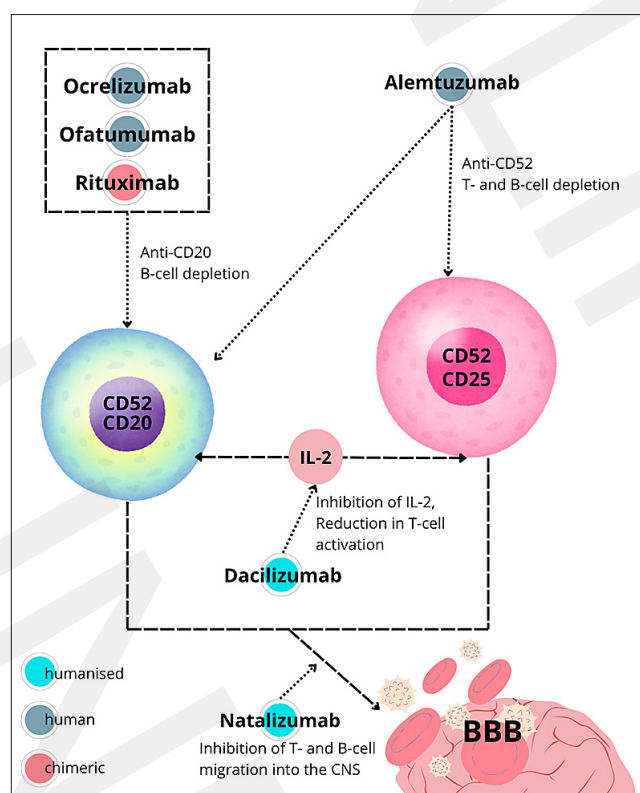 Ocrelizumab
Ofatumumab
Rituximab
Alemtuzumab
Anti-CD52
T- and B-cell depletion
Anti-CD20
B-cell depletion
CD52
CD20
CD52
CD25
IL-2
Inhibition of IL-2,
Reduction in T-cell
activation
Dacilizumab
humanised
human
chimeric
Natalizumab
Inhibition of T- and B-cell
migration into the CNS
BBB